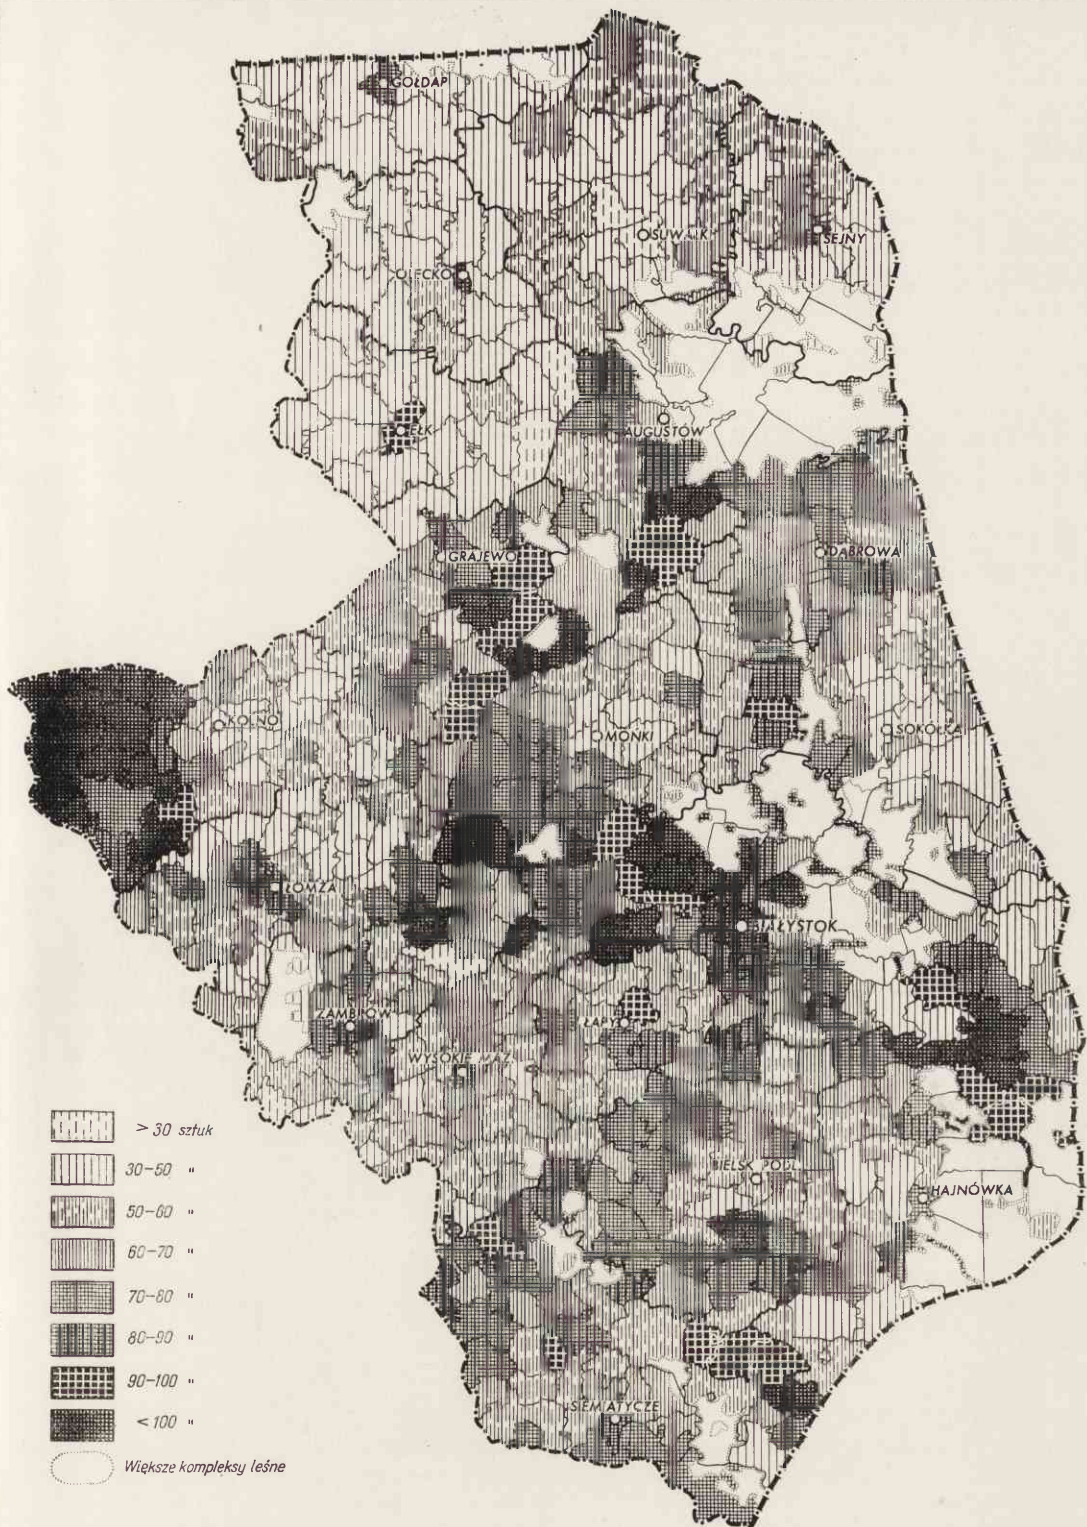 GOŁDAP
SUWAŁKI
SEJNY
OLECKO
EŁK
AUGUSTÓW
GRAJEWO
DĄBROWA
KOLNO
MOŃKI
SOKÓŁKA
ŁOMŻA
BIAŁYSTOK
ZAMBRÓW
ŁAPY
WYSOKIE MAZ.
BIELSK PODL.
HAJNÓWKA
SIEMIATYCZE
> 30 sztuk
30-50 "
50-60 "
60-70 "
70-80 "
80-90 "
90-100 "
< 100 "
Większe kompleksy leśne